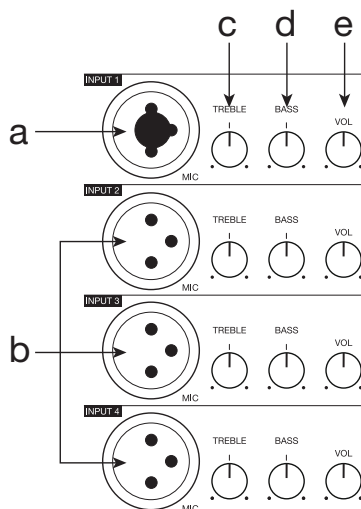 c d e
INPUT 1
TREBLE BASS VOL
a
MIC
INPUT 2
TREBLE BASS VOL
MIC
INPUT 3
TREBLE BASS VOL
b
MIC
INPUT 4
TREBLE BASS VOL
MIC